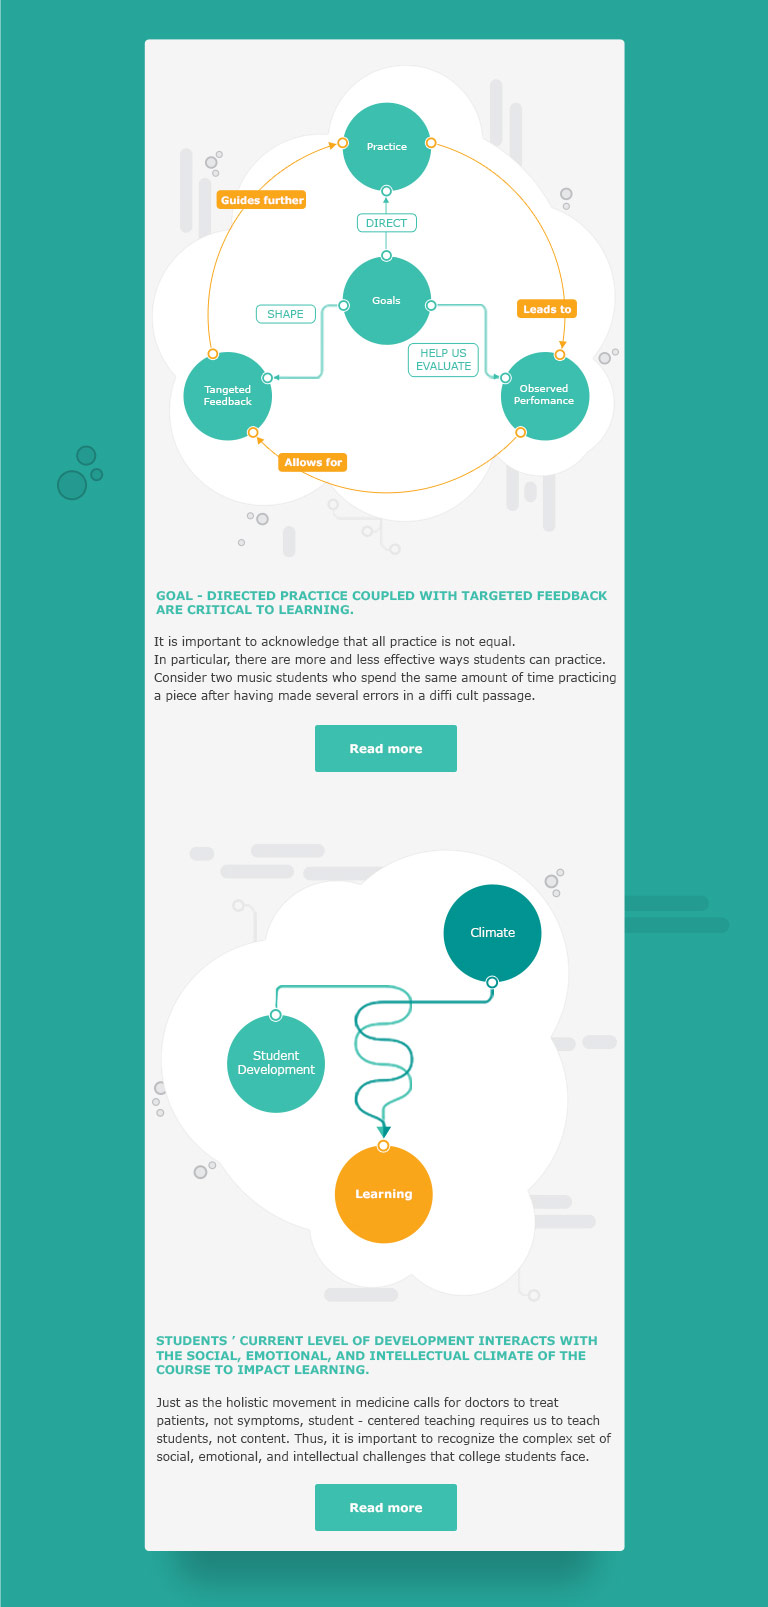 Practice
Guides further
DIRECT
Goals
SHAPE
Leads to
HELP US
EVALUATE
Tangeted
Feedback
Observed
Perfomance
Allows for
GOAL - DIRECTED PRACTICE COUPLED WITH TARGETED FEEDBACK
ARE CRITICAL TO LEARNING.
It is important to acknowledge that all practice is not equal.
In particular, there are more and less effective ways students can practice.
Consider two music students who spend the same amount of time practicing
a piece after having made several errors in a diffi cult passage.
Read more
Climate
Student
Development
Learning
STUDENTS ’ CURRENT LEVEL OF DEVELOPMENT INTERACTS WITH
THE SOCIAL, EMOTIONAL, AND INTELLECTUAL CLIMATE OF THE
COURSE TO IMPACT LEARNING.
Just as the holistic movement in medicine calls for doctors to treat
patients, not symptoms, student - centered teaching requires us to teach
students, not content. Thus, it is important to recognize the complex set of
social, emotional, and intellectual challenges that college students face.
Read more